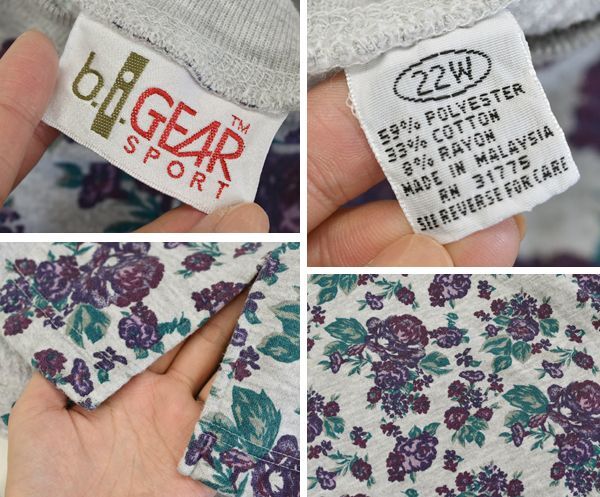 b.i. GEAR™
SPORT
22W
59% POLYESTER
33% COTTON
8% RAYON
MADE IN MALAYSIA
RN 31775
SEE REVERSE FOR CARE